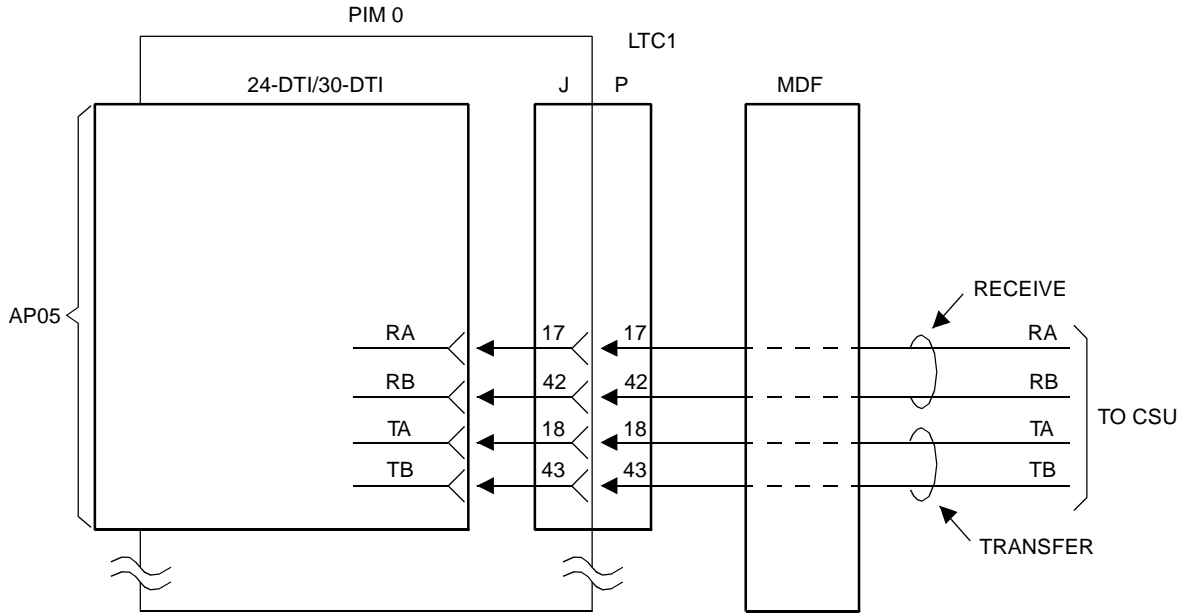 PIM 0
LTC1
24-DTI/30-DTI J P MDF
RECEIVE
AP05
RA 17 17 RA
RB 42 42 RB
TO CSU
TA 18 18 TA
TB 43 43 TB
TRANSFER